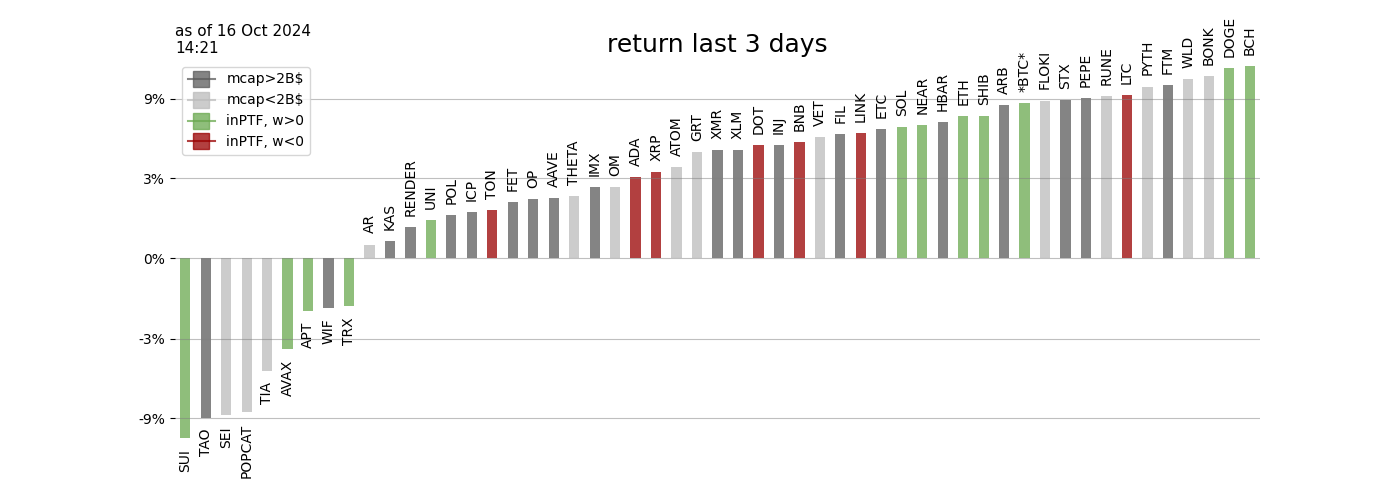 as of 16 Oct 2024
14:21
return last 3 days
mcap>2B$
mcap<2B$
inPTF, w>0
inPTF, w<0
9%
3%
0%
-3%
-9%
SUI
TAO
SEI
POPCAT
TIA
AVAX
APT
WIF
TRX
AR
KAS
RENDER
UNI
POL
ICP
TON
FET
OP
AAVE
THETA
IMX
OM
ADA
XRP
ATOM
GRT
XMR
XLM
DOT
INJ
BNB
VET
FIL
LINK
ETC
SOL
NEAR
HBAR
ETH
SHIB
ARB
*BTC*
FLOKI
STX
PEPE
RUNE
LTC
PYTH
FTM
WLD
BONK
DOGE
BCH